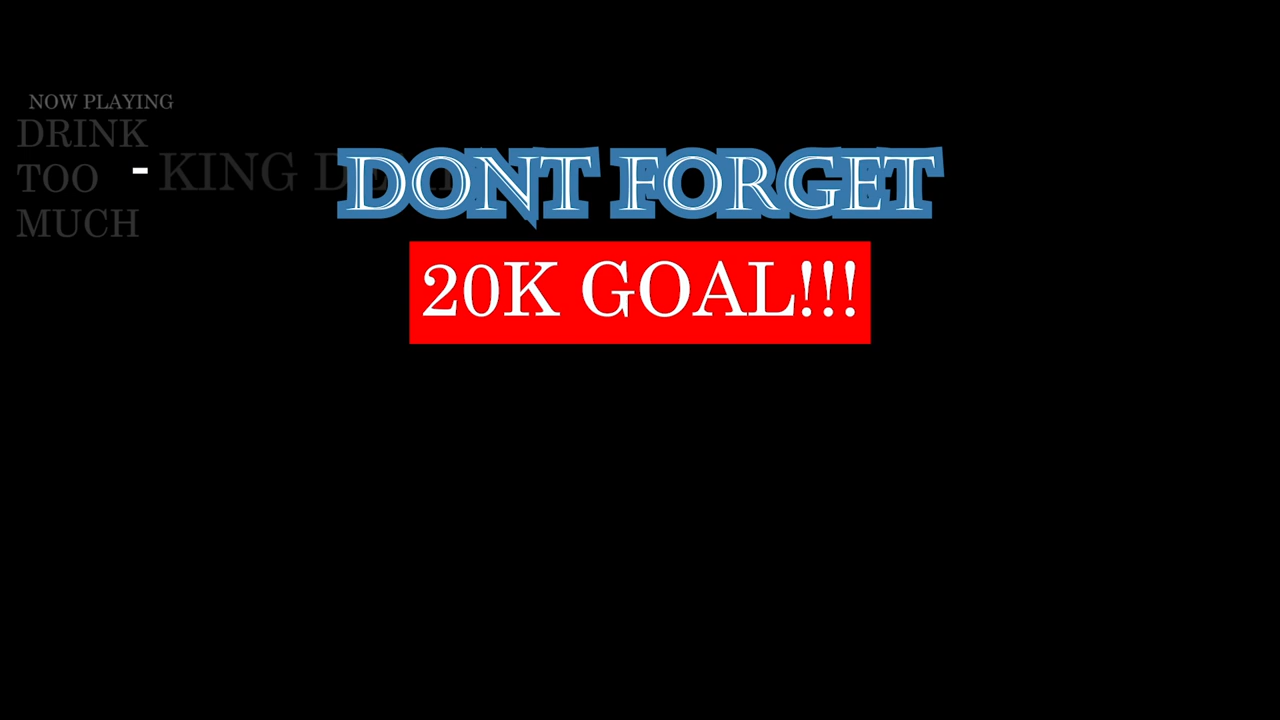 NOW PLAYING
DRINK
TOO
MUCH
- KING
DONT FORGET
20K GOAL!!!